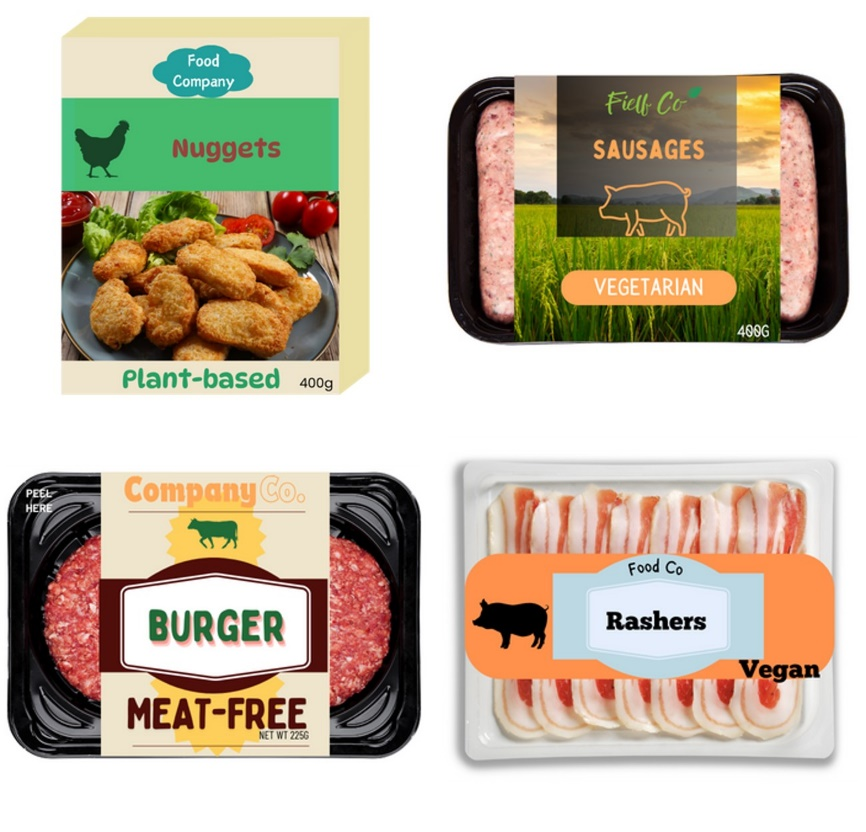 Food
Company
Nuggets
Plant-based
400g
Fielf Co
SAUSAGES
VEGETARIAN
400G
PEEL
HERE
Company Co.
BURGER
MEAT-FREE
NET WT 225G
Food Co
Rashers
Vegan